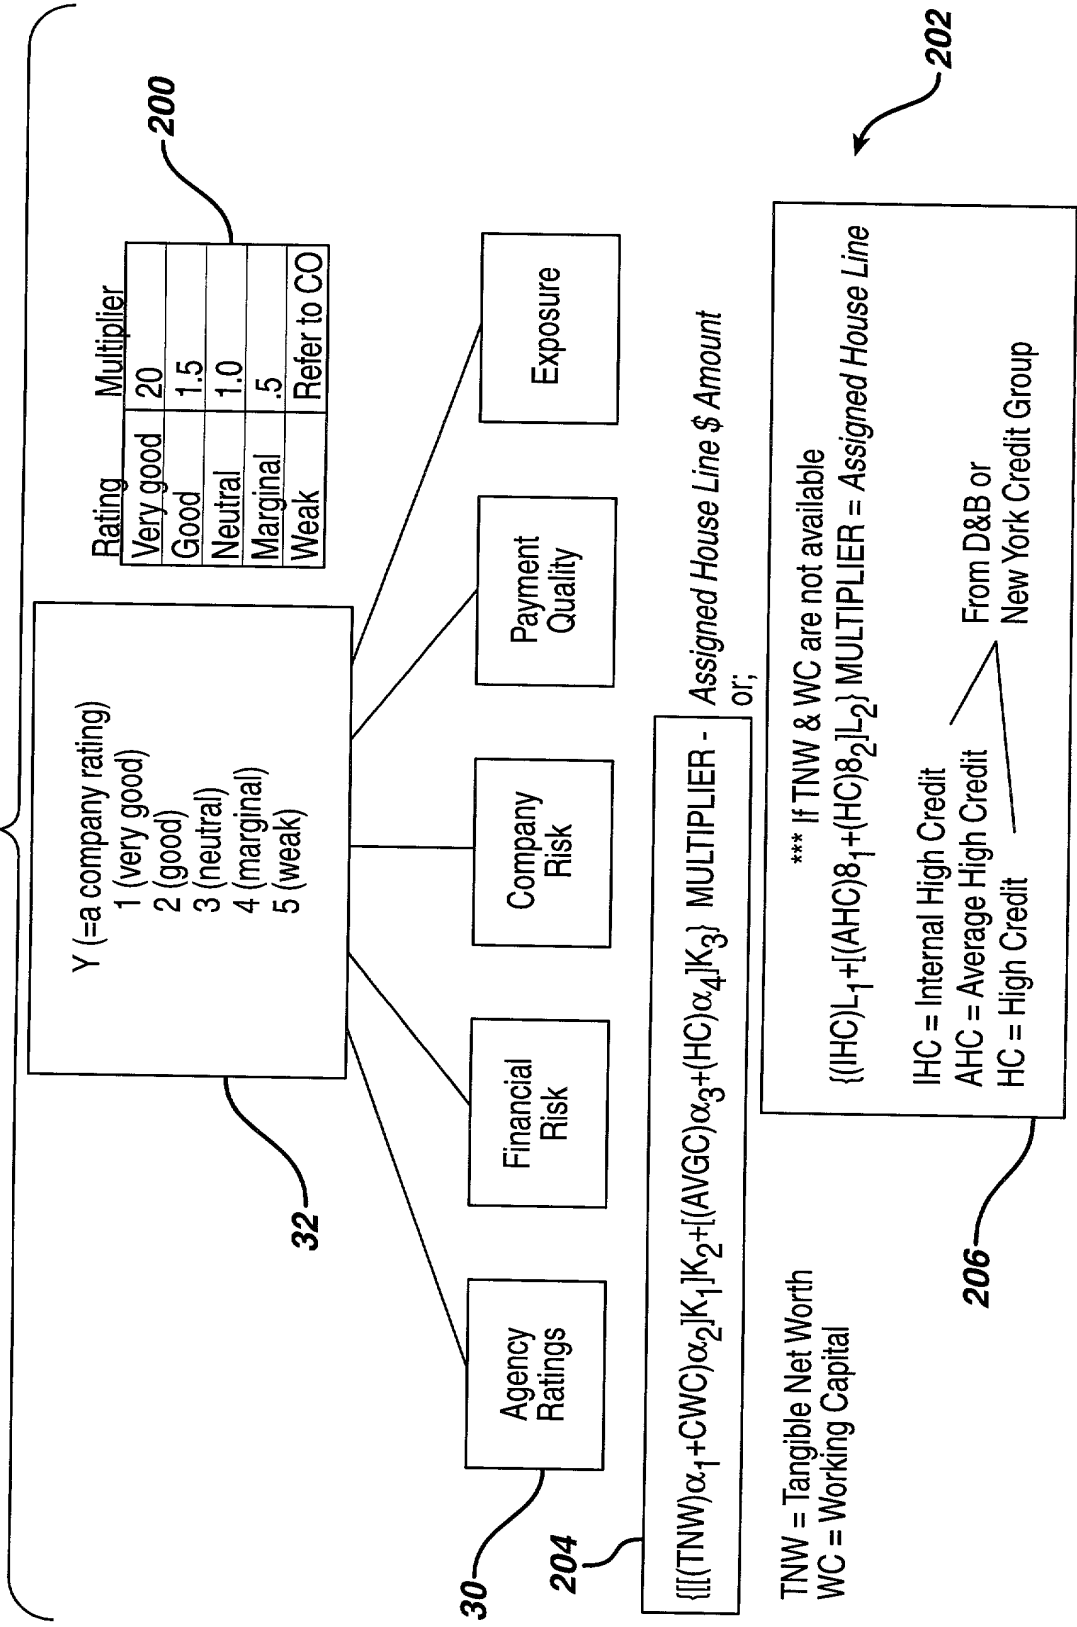 Y (=a company rating)
1 (very good)
2 (good)
3 (neutral)
4 (marginal)
5 (weak)
32
Rating Multiplier
Very good 20
Good 1.5
Neutral 1.0
Marginal .5
Weak Refer to CO
200
Agency
Ratings
Financial
Risk
Company
Risk
Payment
Quality
Exposure
30
204
{[[(TNW)α1+CWC)α2]K1]K2+[(AVGC)α3+(HC)α4]K3} MULTIPLIER - Assigned House Line $ Amount
or;
TNW = Tangible Net Worth
WC = Working Capital
*** If TNW & WC are not available
{(IHC)L1+[(AHC)81+(HC)82]L2} MULTIPLIER = Assigned House Line
IHC = Internal High Credit
AHC = Average High Credit
HC = High Credit
From D&B or
New York Credit Group
206
202